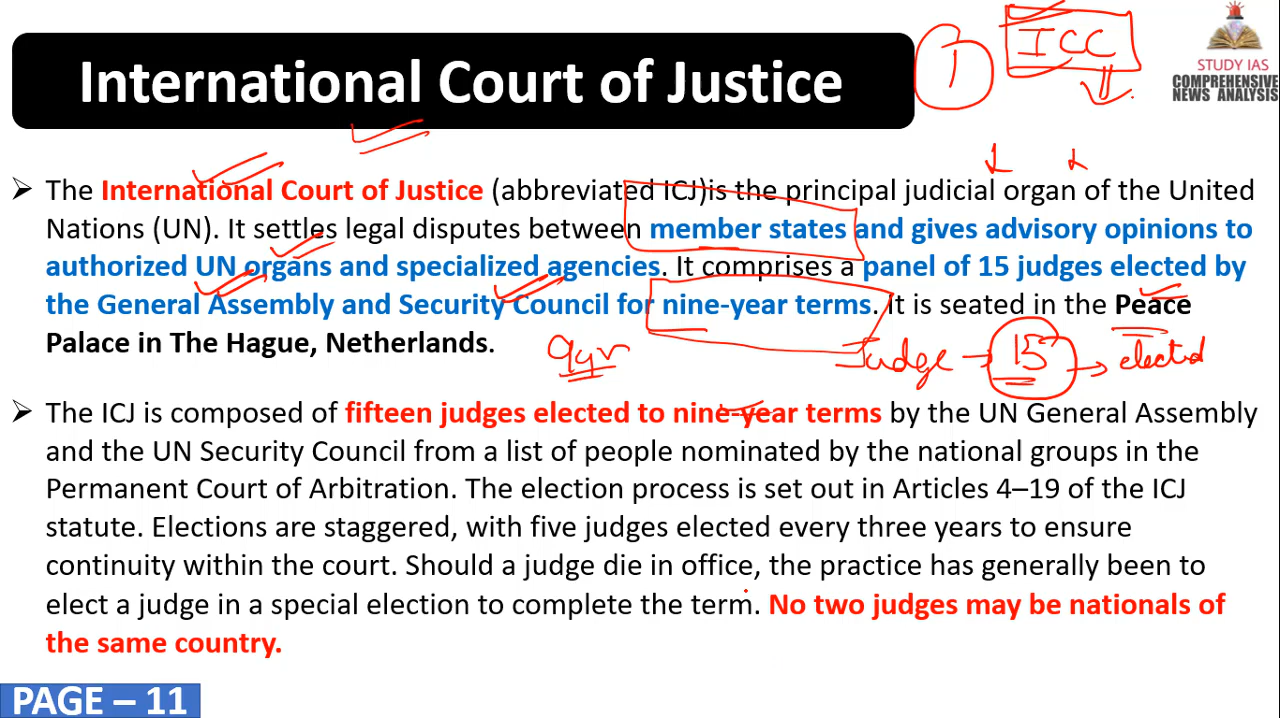 International Court of Justice
1
ICC
STUDY IAS
COMPREHENSIVE
NEWS ANALYSIS
➢ The International Court of Justice (abbreviated ICJ)is the principal judicial organ of the United
Nations (UN). It settles legal disputes between member states and gives advisory opinions to
authorized UN organs and specialized agencies. It comprises a panel of 15 judges elected by
the General Assembly and Security Council for nine-year terms. It is seated in the Peace
Palace in The Hague, Netherlands.
9yr
Judge → 15 → elected
➢ The ICJ is composed of fifteen judges elected to nine-year terms by the UN General Assembly
and the UN Security Council from a list of people nominated by the national groups in the
Permanent Court of Arbitration. The election process is set out in Articles 4–19 of the ICJ
statute. Elections are staggered, with five judges elected every three years to ensure
continuity within the court. Should a judge die in office, the practice has generally been to
elect a judge in a special election to complete the term. No two judges may be nationals of
the same country.
PAGE – 11